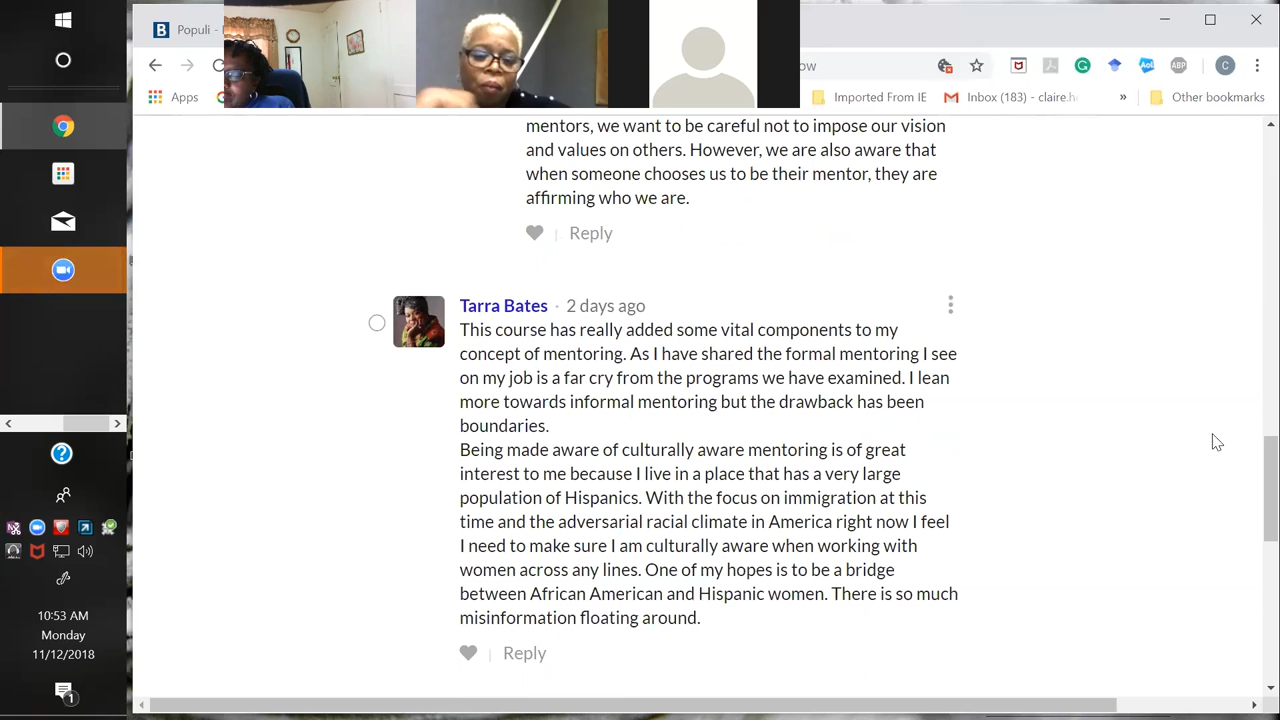 Populi -
ow
Apps
Imported From IE
Inbox (183) - claire.h
»
Other bookmarks
ABP
C
mentors, we want to be careful not to impose our vision
and values on others. However, we are also aware that
when someone chooses us to be their mentor, they are
affirming who we are.
Reply
Tarra Bates · 2 days ago
This course has really added some vital components to my
concept of mentoring. As I have shared the formal mentoring I see
on my job is a far cry from the programs we have examined. I lean
more towards informal mentoring but the drawback has been
boundaries.
Being made aware of culturally aware mentoring is of great
interest to me because I live in a place that has a very large
population of Hispanics. With the focus on immigration at this
time and the adversarial racial climate in America right now I feel
I need to make sure I am culturally aware when working with
women across any lines. One of my hopes is to be a bridge
between African American and Hispanic women. There is so much
misinformation floating around.
Reply
10:53 AM
Monday
11/12/2018
1